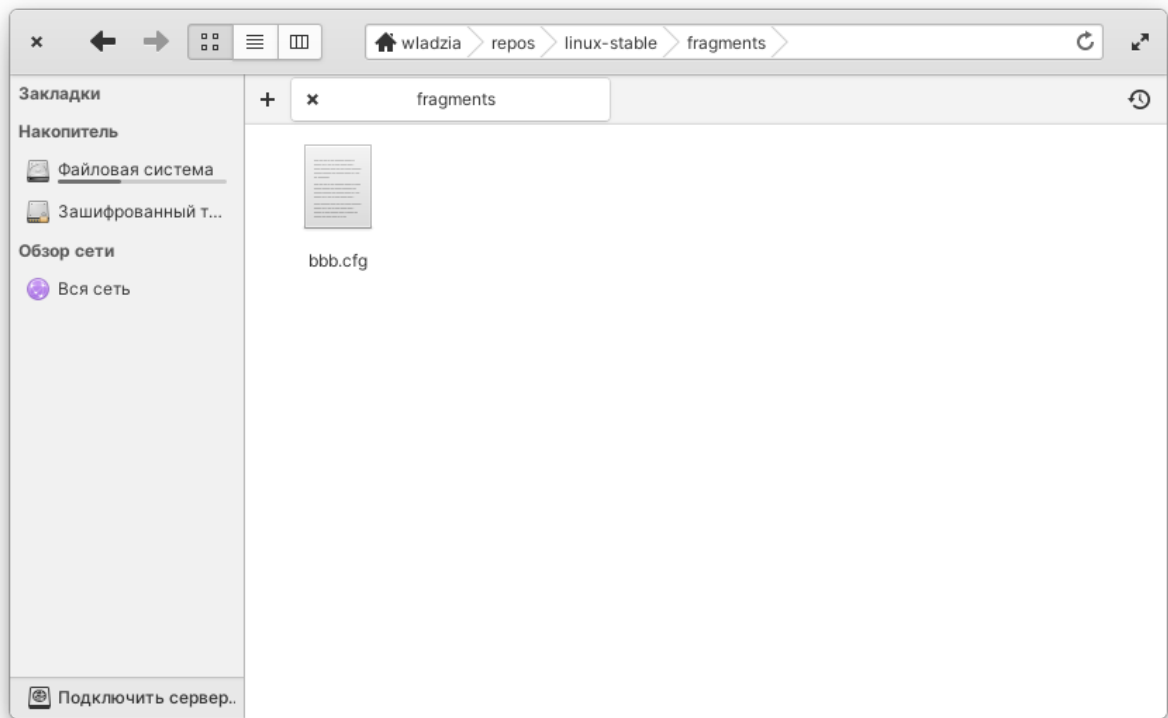 wladzia repos linux-stable fragments
Закладки
Накопитель
Файловая система
Зашифрованный т...
Обзор сети
Вся сеть
Подключить сервер..
fragments
bbb.cfg